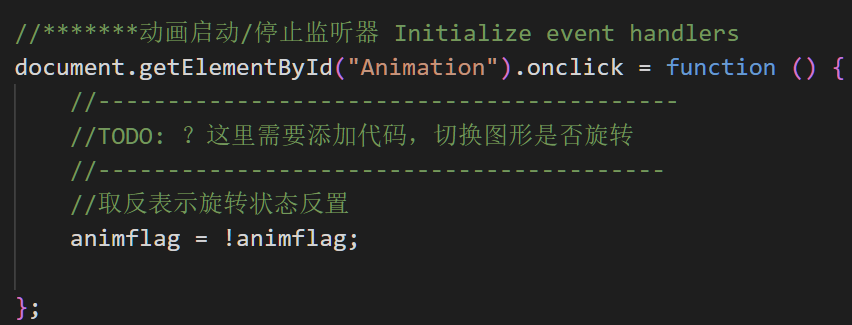 //*******动画启动/停止监听器 Initialize event handlers
document.getElementById("Animation").onclick = function () {
    //------------------------------------------
    //TODO: ？这里需要添加代码，切换图形是否旋转
    //-----------------------------------------
    //取反表示旋转状态反置
    animflag = !animflag;
};